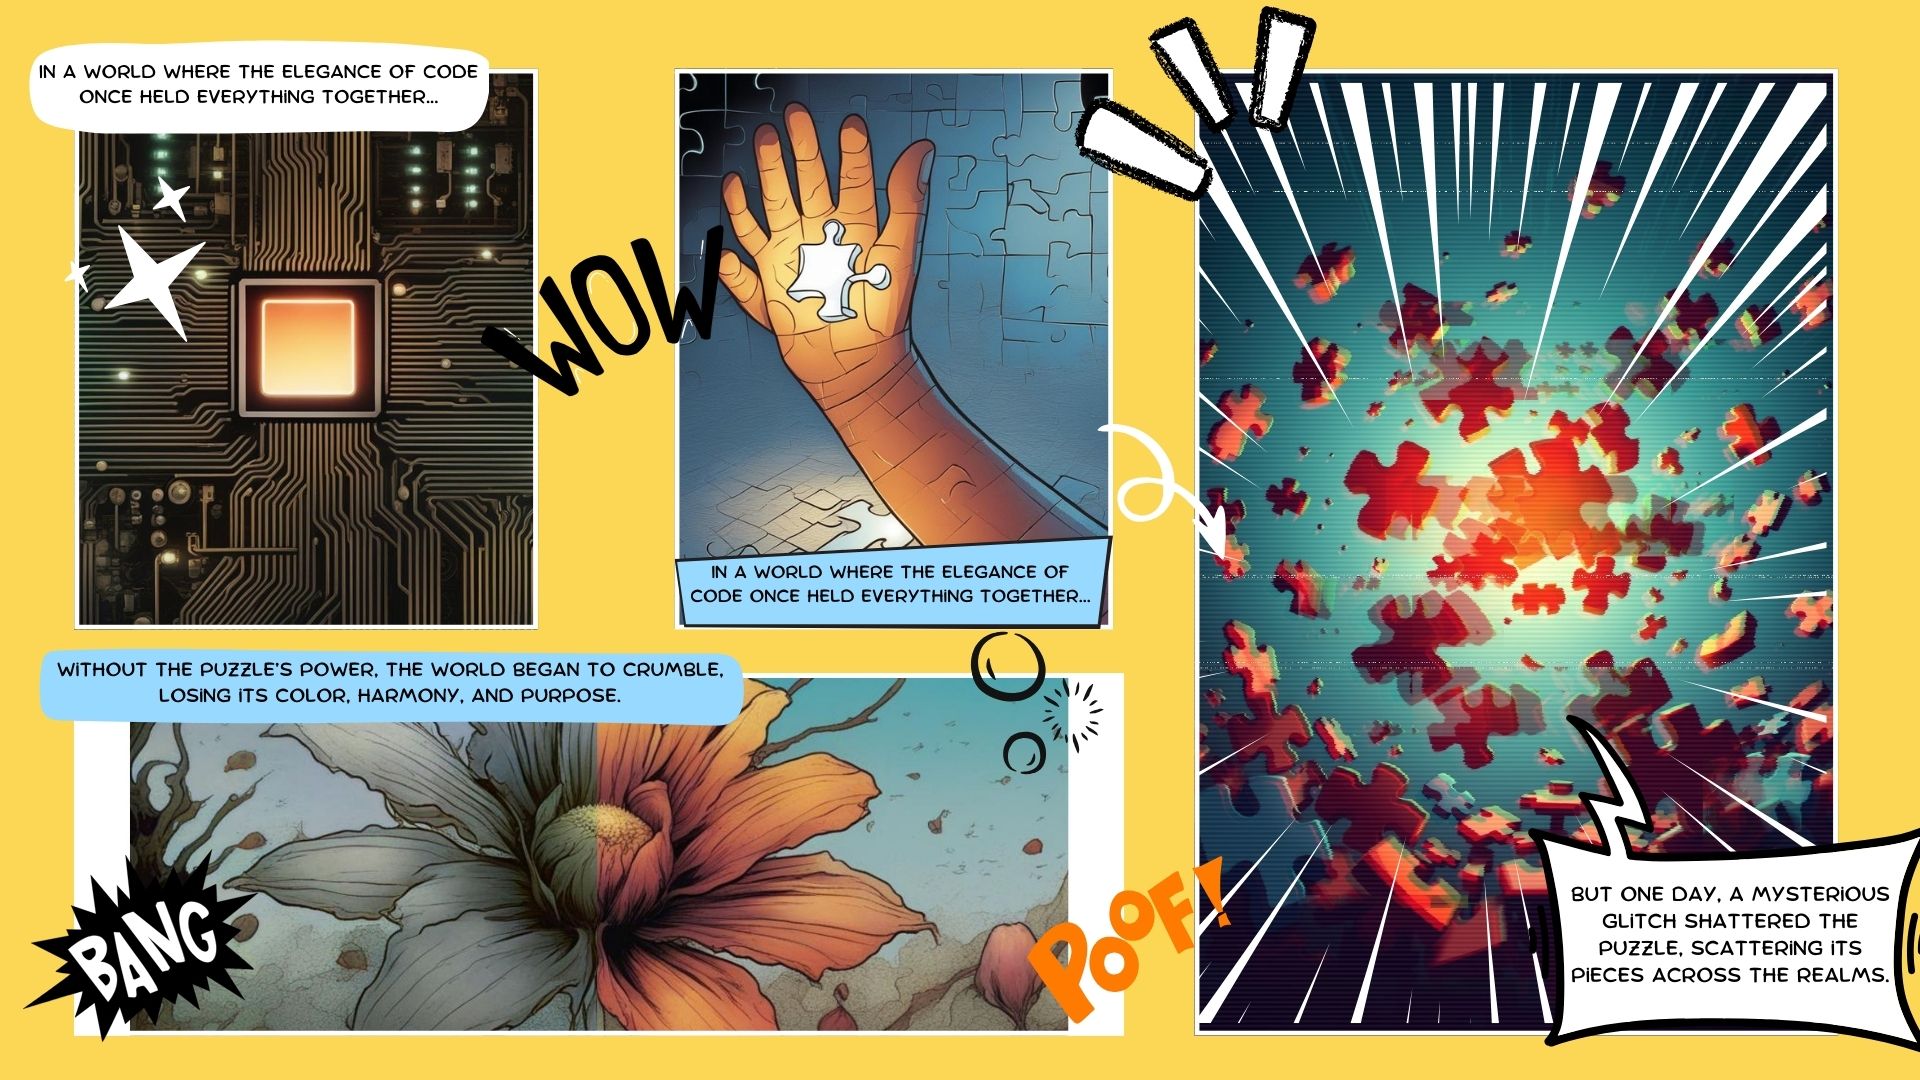 IN A WORLD WHERE THE ELEGANCE OF CODE
ONCE HELD EVERYTHING TOGETHER...
WOW
IN A WORLD WHERE THE ELEGANCE OF
CODE ONCE HELD EVERYTHING TOGETHER...
BUT ONE DAY, A MYSTERIOUS
GLITCH SHATTERED THE
PUZZLE, SCATTERING ITS
PIECES ACROSS THE REALMS.
WITHOUT THE PUZZLE'S POWER, THE WORLD BEGAN TO CRUMBLE,
LOSING ITS COLOR, HARMONY, AND PURPOSE.
BANG
POOF!